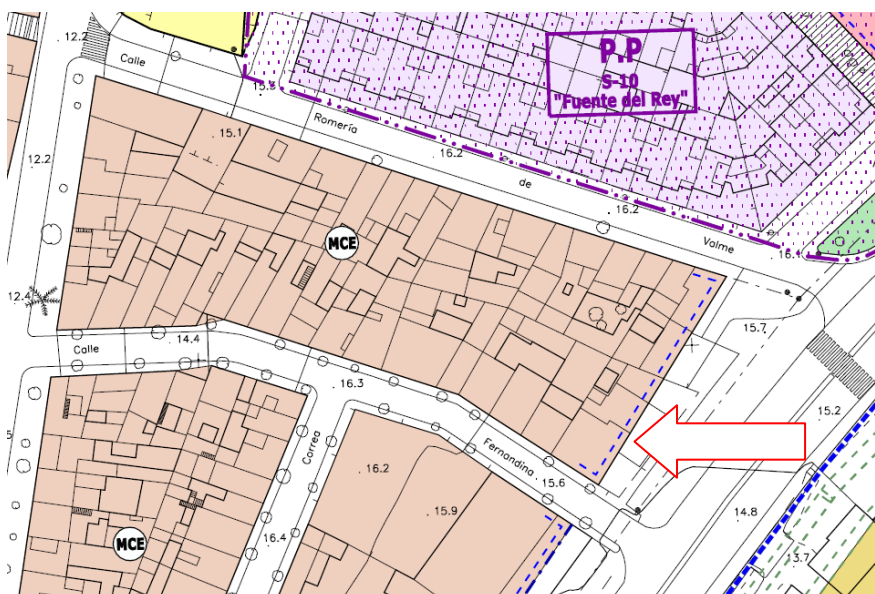 12.2
Calle
15.3
P.P
S-10
"Fuente del Rey"
Romería
15.1
16.2
de
12.2
16.2
Valme
16.1
MCE
12.4
15.7
Calle
14.4
16.3
15.2
Correa
Fernandina
16.2
15.6
15.9
14.8
16.4
MCE
13.7